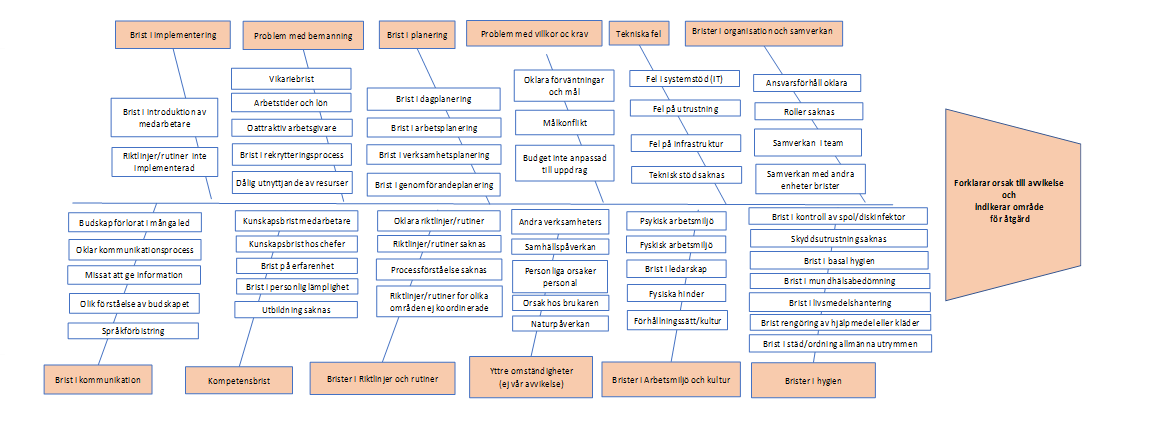 Brist i implementering
Problem med bemanning
Brist i planering
Problem med villkor oc krav
Tekniska fel
Brister i organisation och samverkan
Brist i introduktion av
medarbetare
Riktlinjer/rutiner inte
implementerad
Vikariebrist
Arbetstider och lön
Oattraktiv arbetsgivare
Brist i rekrytteringsprocess
Dålig utnyttjande av resurser
Brist i dagplanering
Brist i arbetsplanering
Brist i verksamhetsplanering
Brist i genomförandeplanering
Oklara förväntningar
och mål
Målkonflikt
Budget inte anpassad
till uppdrag
Fel i systemstöd (IT)
Fel på utrustning
Fel på infrastruktur
Teknisk stöd saknas
Ansvarsförhåll oklara
Roller saknas
Samverkan i team
Samverkan med andra
enheter brister
Forklarar orsak till avvikelse
och
indikerar område
för åtgärd
Budskap förlorat i många led
Oklar kommunikationsprocess
Missat att ge information
Olik förståelse av budskapet
Språkförbistring
Kunskapsbrist medarbetare
Kunskapsbrist hos chefer
Brist på erfarenhet
Brist i personlig lämplighet
Utbildning saknas
Oklara riktlinjer/rutiner
Riktlinjer/rutiner saknas
Processförståelse saknas
Riktlinjer/rutiner for olika
områden ej koordinerade
Andra verksamheters
Samhällspåverkan
Personliga orsaker
personal
Orsak hos brukaren
Naturpåverkan
Psykisk arbetsmiljö
Fyskisk arbetsmiljö
Brist i ledarskap
Fysiska hinder
Förhållningssätt/kultur
Brist i kontroll av spol/diskinfektor
Skyddsutrustning saknas
Brist i basal hygien
Brist i mundhälsabedömning
Brist i livsmedelshantering
Brist rengöring av hjälpmedel eller kläder
Brist i städ/ordning allmänna utrymmen
Brist i kommunikation
Kompetensbrist
Brister i Riktlinjer och rutiner
Yttre omständigheter
(ej vår avvikelse)
Brister i Arbetsmiljö och kultur
Brister i hygien